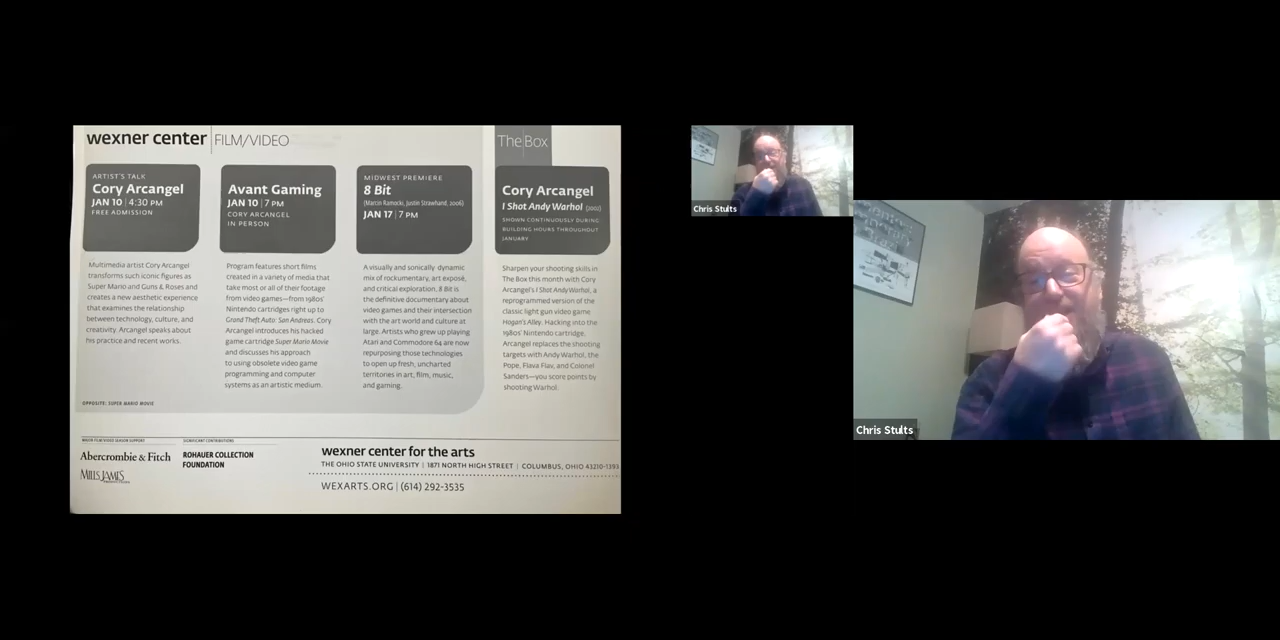 wexner center | FILM/VIDEO
The Box
ARTIST'S TALK
Cory Arcangel
JAN 10 | 4:30 PM
FREE ADMISSION
Multimedia artist Cory Arcangel
transforms such iconic figures as
Super Mario and Guns & Roses and
creates a new aesthetic experience
that examines the relationship
between technology, culture, and
creativity. Arcangel speaks about
his practice and recent works.
OPPOSITE: SUPER MARIO MOVIE
Avant Gaming
JAN 10 | 7 PM
CORY ARCANGEL
IN PERSON
Program features short films
created in a variety of media that
take most or all of their footage
from video games—from 1980s'
Nintendo cartridges right up to
Grand Theft Auto: San Andreas. Cory
Arcangel introduces his hacked
game cartridge Super Mario Movie
and discusses his approach
to using obsolete video game
programming and computer
systems as an artistic medium.
MIDWEST PREMIERE
8 Bit
(Marcin Ramocki, Justin Strawhand, 2006)
JAN 17 | 7 PM
A visually and sonically dynamic
mix of rockumentary, art exposé,
and critical exploration, 8 Bit is
the definitive documentary about
video games and their intersection
with the art world and culture at
large. Artists who grew up playing
Atari and Commodore 64 are now
repurposing those technologies
to open up fresh, uncharted
territories in art, film, music,
and gaming.
Cory Arcangel
I Shot Andy Warhol (2002)
SHOWN CONTINUOUSLY DURING
BUILDING HOURS THROUGHOUT
JANUARY
Sharpen your shooting skills in
The Box this month with Cory
Arcangel's I Shot Andy Warhol, a
reprogrammed version of the
classic light gun video game
Hogan's Alley. Hacking into the
1980s' Nintendo cartridge,
Arcangel replaces the shooting
targets with Andy Warhol, the
Pope, Flava Flav, and Colonel
Sanders—you score points by
shooting Warhol.
MAJOR FILM/VIDEO SEASON SUPPORT
Abercrombie & Fitch
MILLS JAMES
PRODUCTIONS
SIGNIFICANT CONTRIBUTIONS
ROHAUER COLLECTION
FOUNDATION
wexner center for the arts
THE OHIO STATE UNIVERSITY | 1871 NORTH HIGH STREET | COLUMBUS, OHIO 43210-1393
WEXARTS.ORG | (614) 292-3535
Chris Stults
Chris Stults